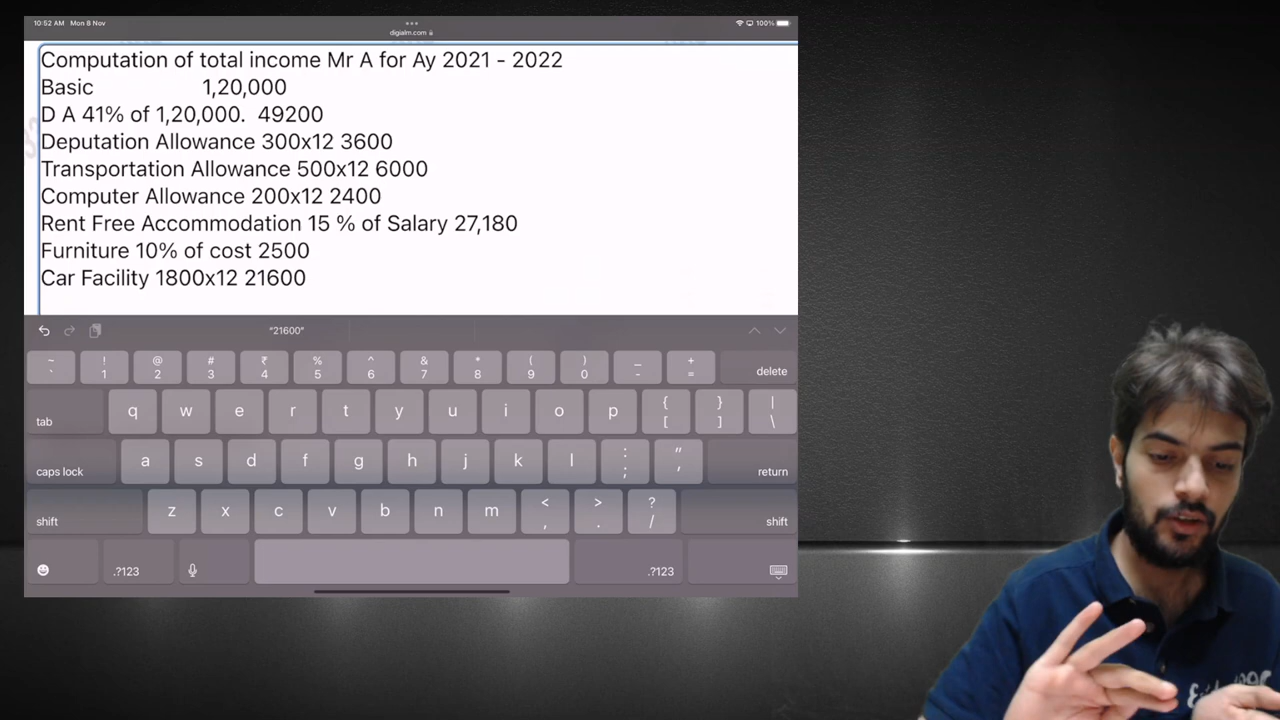 10:52 AM Mon 8 Nov
100%
digialm.com
Computation of total income Mr A for Ay 2021 - 2022
Basic 1,20,000
D A 41% of 1,20,000. 49200
Deputation Allowance 300x12 3600
Transportation Allowance 500x12 6000
Computer Allowance 200x12 2400
Rent Free Accommodation 15 % of Salary 27,180
Furniture 10% of cost 2500
Car Facility 1800x12 21600
"21600"
~ ! @ # ₹ % ^ & * ( ) _ +
` 1 2 3 4 5 6 7 8 9 0 - = delete
tab q w e r t y u i o p { [ } ] | \
caps lock a s d f g h j k l : ; " ' return
shift z x c v b n m < , > . ? / shift
.?123 .?123